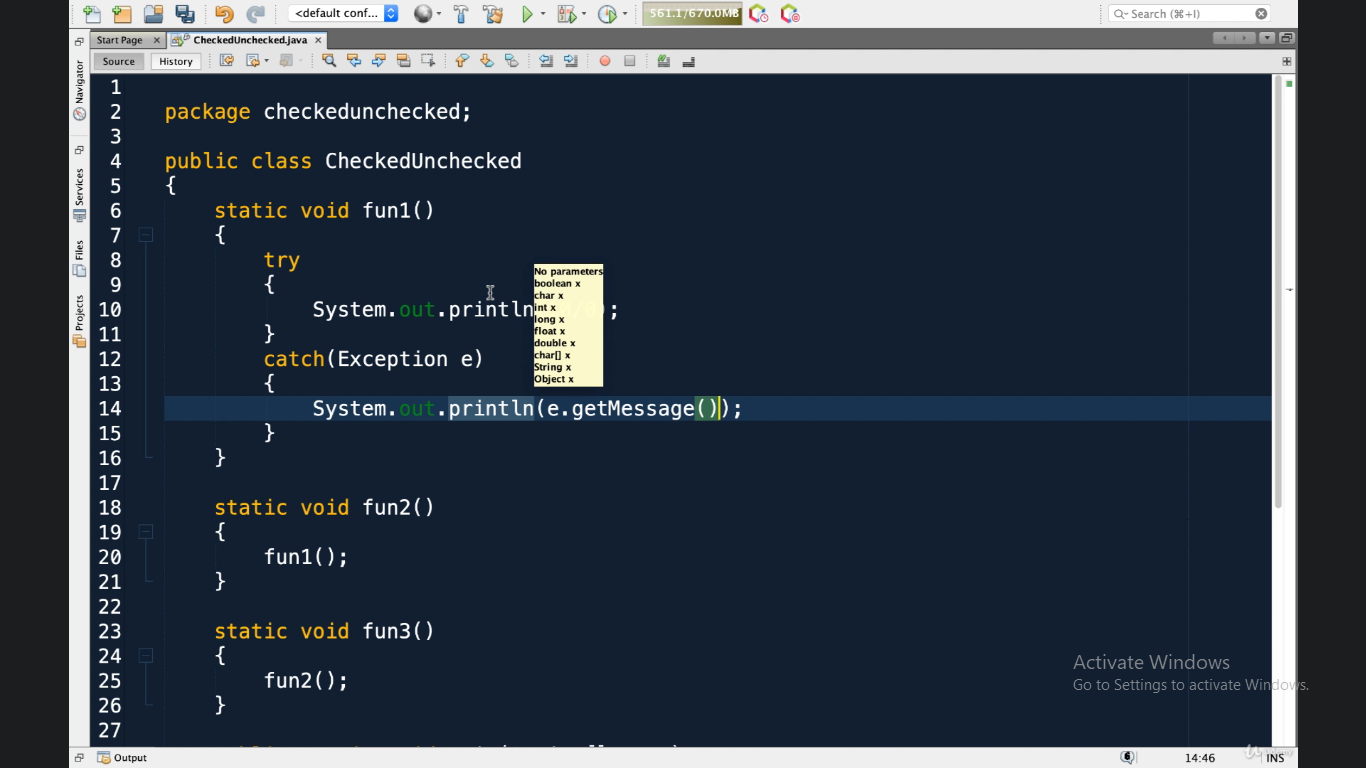 <default conf...
561.1/670.0MB
Search (⌘+I)
Start Page
CheckedUnchecked.java
Source
History
Navigator
Services
Files
Projects
1
2 package checkedunchecked;
3
4 public class CheckedUnchecked
5 {
6 static void fun1()
7 {
8 try
9 {
10 System.out.println );
11 }
12 catch(Exception e)
13 {
14 System.out.println(e.getMessage());
15 }
16 }
17
18 static void fun2()
19 {
20 fun1();
21 }
22
23 static void fun3()
24 {
25 fun2();
26 }
27
No parameters
boolean x
char x
int x
long x
float x
double x
char[] x
String x
Object x
Activate Windows
Go to Settings to activate Windows.
Output
6
14:46
INS